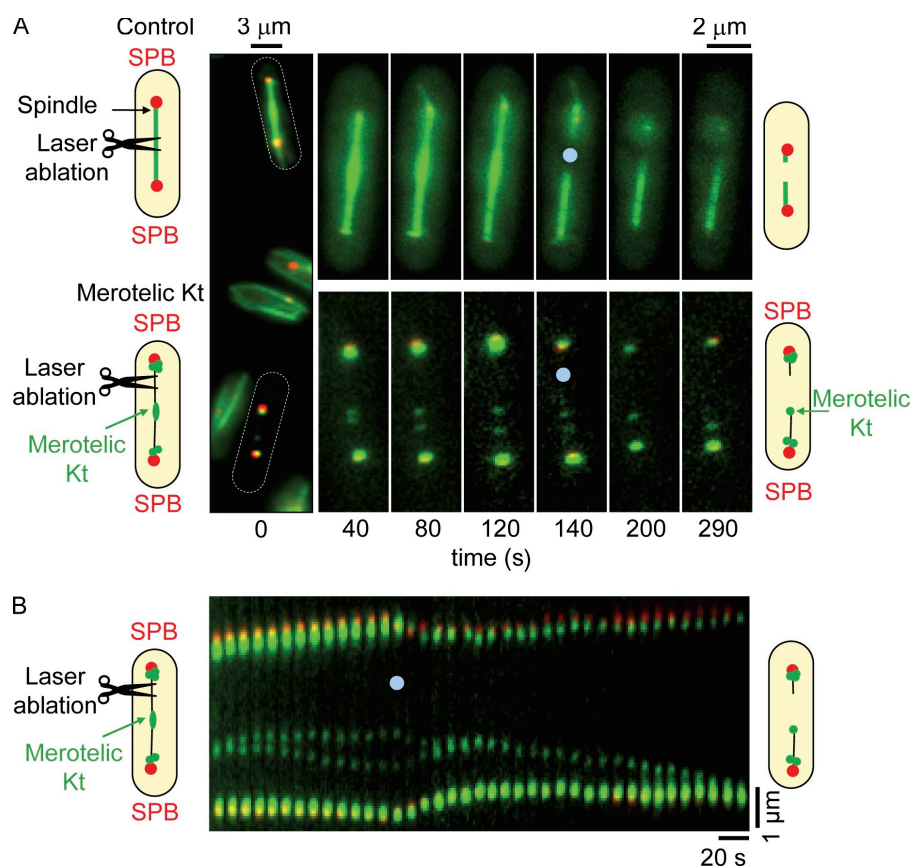 A
Control
3 µm
2 µm
SPB
Spindle
Laser
ablation
SPB
Merotelic Kt
SPB
Laser
ablation
Merotelic
Kt
SPB
SPB
Merotelic
Kt
SPB
0
40
80
120
140
200
290
time (s)
B
SPB
Laser
ablation
Merotelic
Kt
SPB
1 µm
20 s